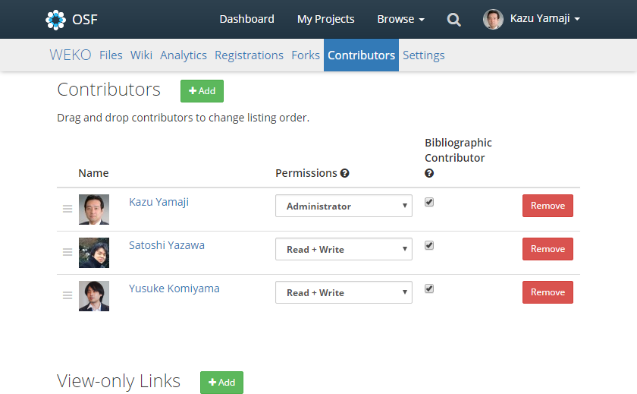 OSF Dashboard My Projects Browse Kazu Yamaji
WEKO Files Wiki Analytics Registrations Forks Contributors Settings
Contributors + Add
Drag and drop contributors to change listing order.
Name Permissions ? Bibliographic
Contributor
?
Kazu Yamaji Administrator Remove
Satoshi Yazawa Read + Write Remove
Yusuke Komiyama Read + Write Remove
View-only Links + Add